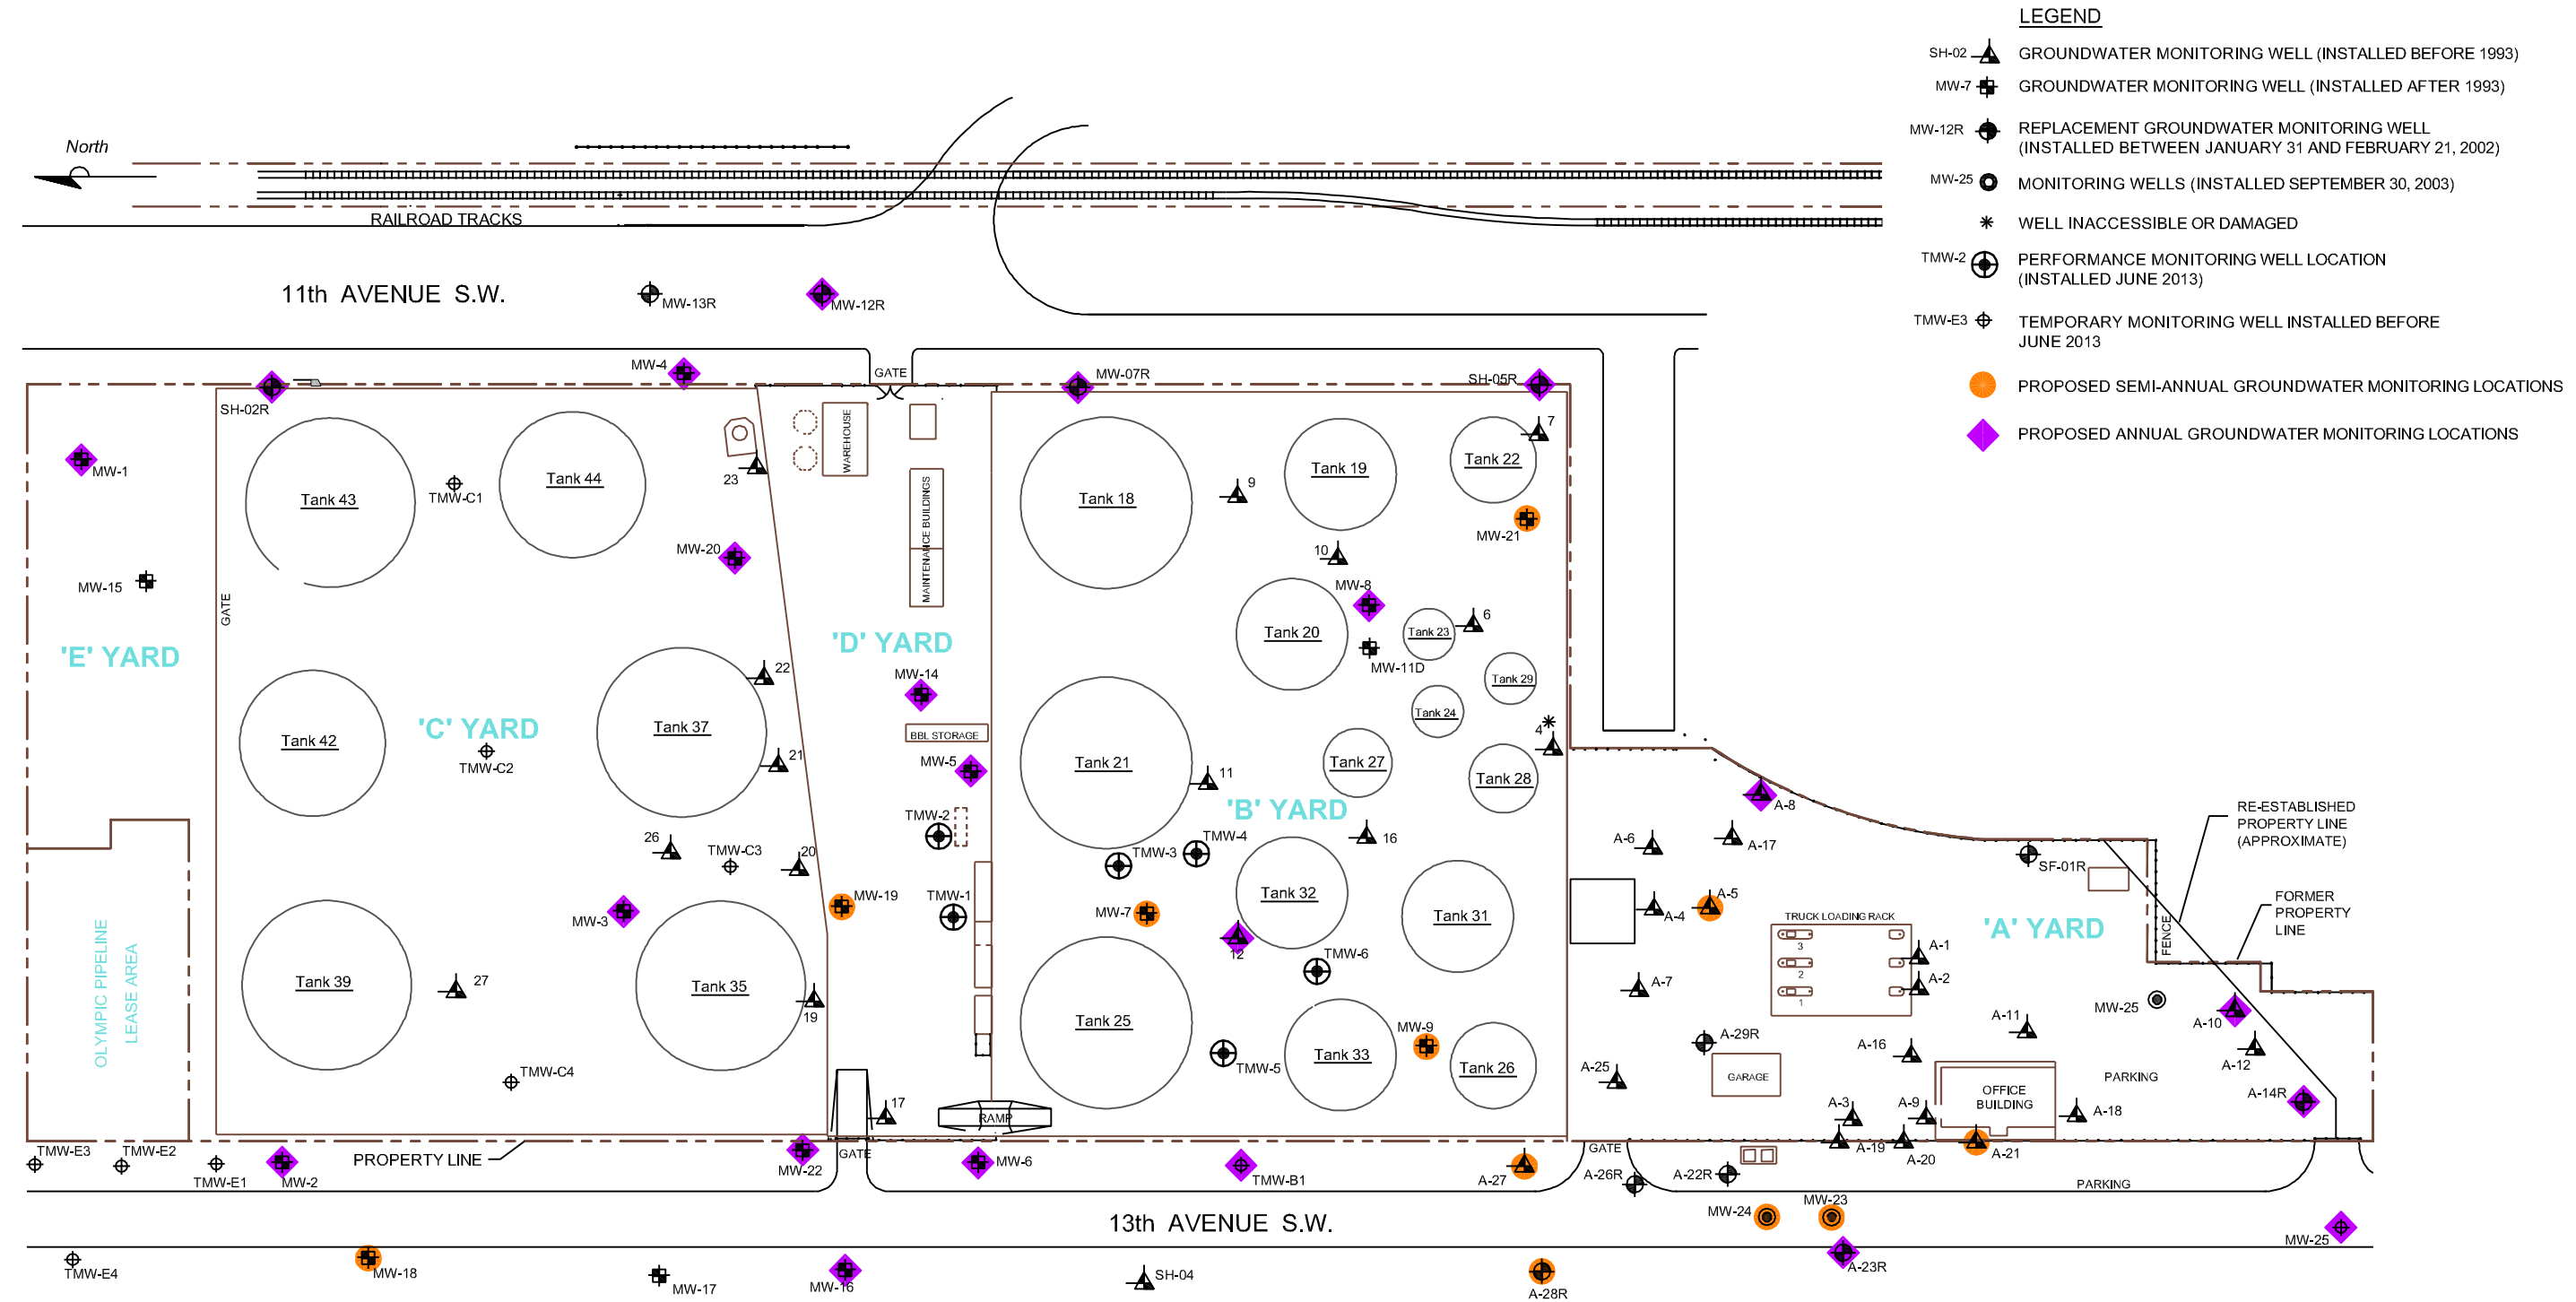 LEGEND
SH-02 GROUNDWATER MONITORING WELL (INSTALLED BEFORE 1993)
MW-7 GROUNDWATER MONITORING WELL (INSTALLED AFTER 1993)
MW-12R REPLACEMENT GROUNDWATER MONITORING WELL
(INSTALLED BETWEEN JANUARY 31 AND FEBRUARY 21, 2002)
MW-25 MONITORING WELLS (INSTALLED SEPTEMBER 30, 2003)
WELL INACCESSIBLE OR DAMAGED
TMW-2 PERFORMANCE MONITORING WELL LOCATION
(INSTALLED JUNE 2013)
TMW-E3 TEMPORARY MONITORING WELL INSTALLED BEFORE
JUNE 2013
PROPOSED SEMI-ANNUAL GROUNDWATER MONITORING LOCATIONS
PROPOSED ANNUAL GROUNDWATER MONITORING LOCATIONS
North
RAILROAD TRACKS
11th AVENUE S.W.
MW-13R
MW-12R
MW-4
GATE
MW-07R
SH-05R
SH-02R
MW-1
Tank 43
TMW-C1
Tank 44
23
WAREHOUSE
MAINTENANCE BUILDINGS
Tank 18
9
Tank 19
Tank 22
7
MW-21
10
MW-20
MW-15
GATE
MW-8
'E' YARD
'D' YARD
Tank 20
Tank 23
6
MW-11D
22
MW-14
Tank 29
Tank 24
'C' YARD
Tank 42
Tank 37
BBL STORAGE
4
TMW-C2
21
MW-5
Tank 21
11
Tank 27
Tank 28
'B' YARD
A-8
RE-ESTABLISHED
PROPERTY LINE
(APPROXIMATE)
TMW-2
TMW-4
16
A-6
A-17
26
TMW-C3
20
TMW-3
SF-01R
MW-3
MW-19
TMW-1
MW-7
Tank 32
12
Tank 31
A-4
A-5
TRUCK LOADING RACK
3
2
1
'A' YARD
FENCE
FORMER
PROPERTY
LINE
OLYMPIC PIPELINE
LEASE AREA
A-1
A-2
TMW-6
A-7
Tank 39
27
Tank 35
19
MW-25
A-10
Tank 25
MW-9
A-11
A-29R
A-16
A-12
TMW-5
Tank 33
Tank 26
A-25
GARAGE
TMW-C4
OFFICE
BUILDING
PARKING
A-14R
17
RAMP
A-3
A-9
A-18
TMW-E3
TMW-E2
TMW-E1
MW-2
PROPERTY LINE
MW-22
GATE
MW-6
TMW-B1
A-27
GATE
A-26R
A-22R
A-19
A-20
A-21
PARKING
13th AVENUE S.W.
MW-24
MW-23
MW-25
TMW-E4
MW-18
MW-17
MW-16
SH-04
A-28R
A-23R